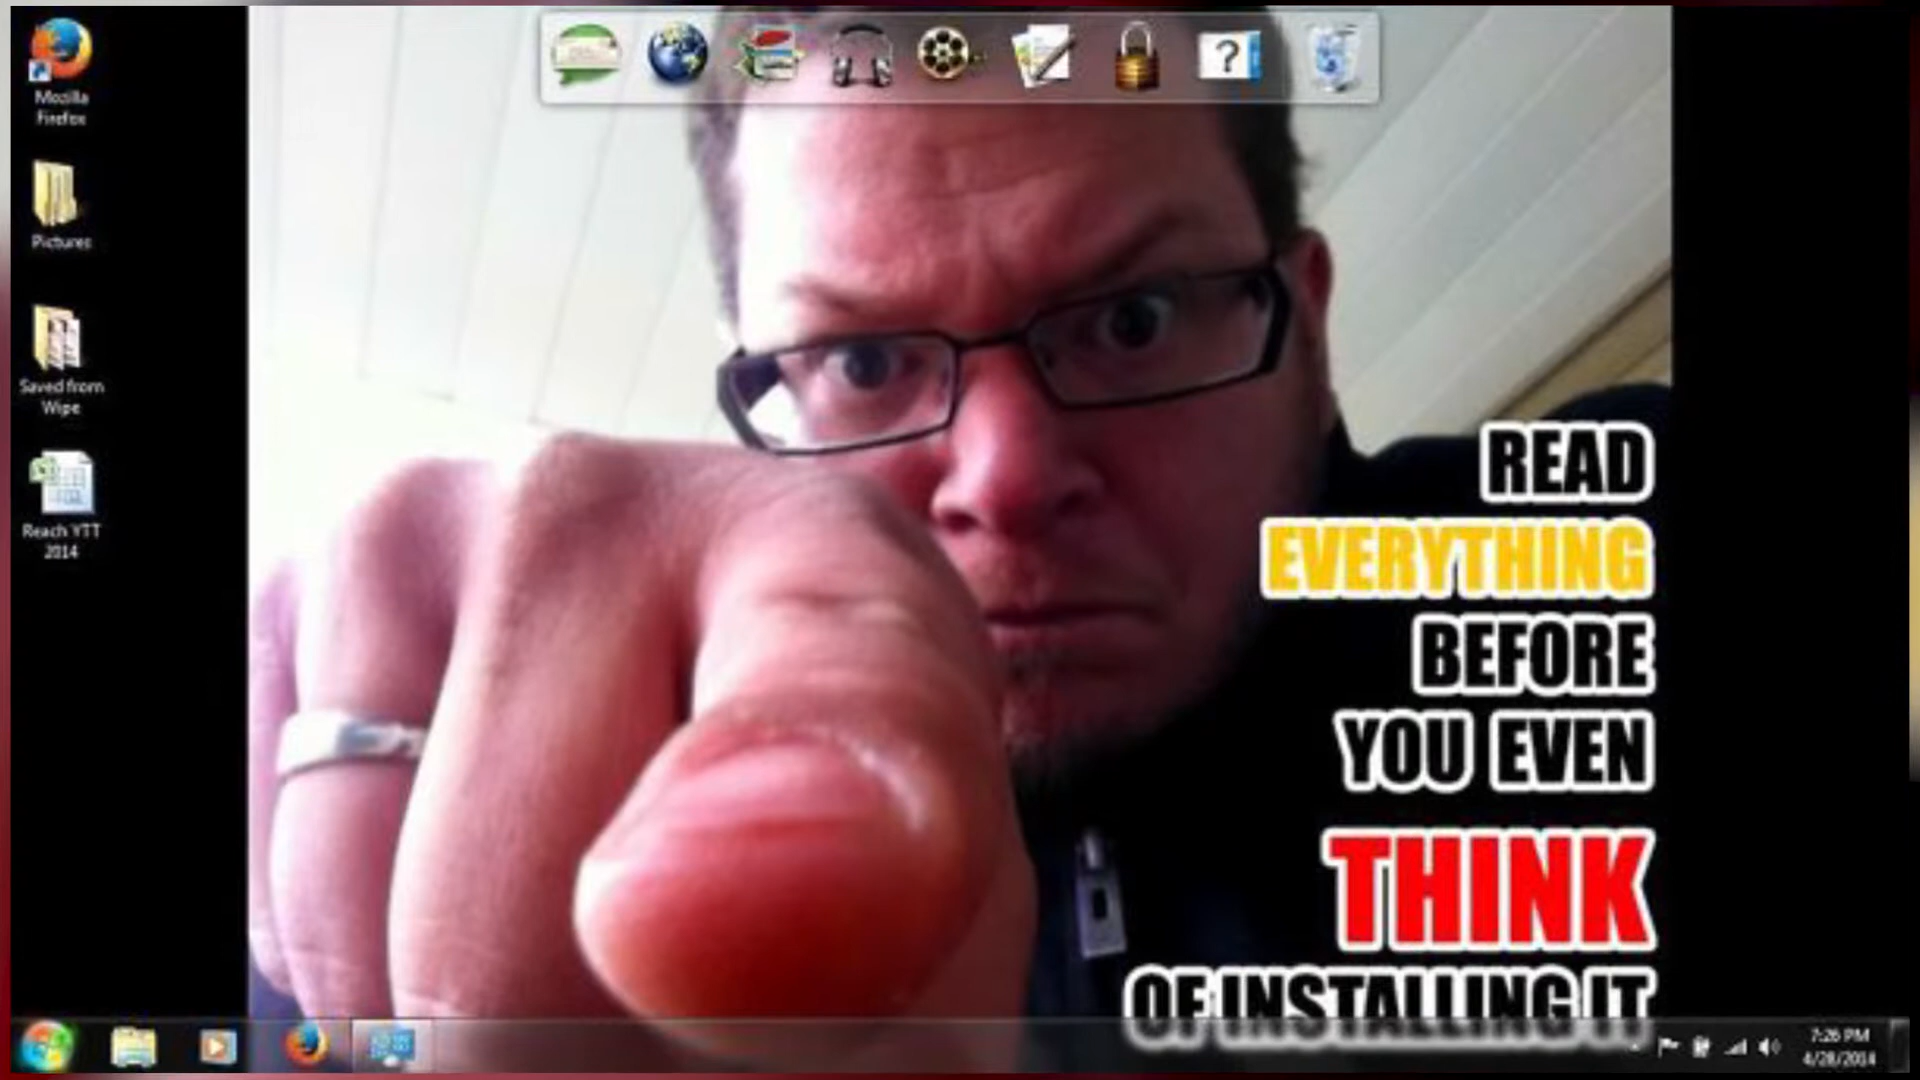 Mozilla
Firefox
Pictures
Saved from
Wipe
Reach YTT
2014
?
READ
EVERYTHING
BEFORE
YOU EVEN
THINK
OF INSTALLING IT
7:26 PM
4/28/2014